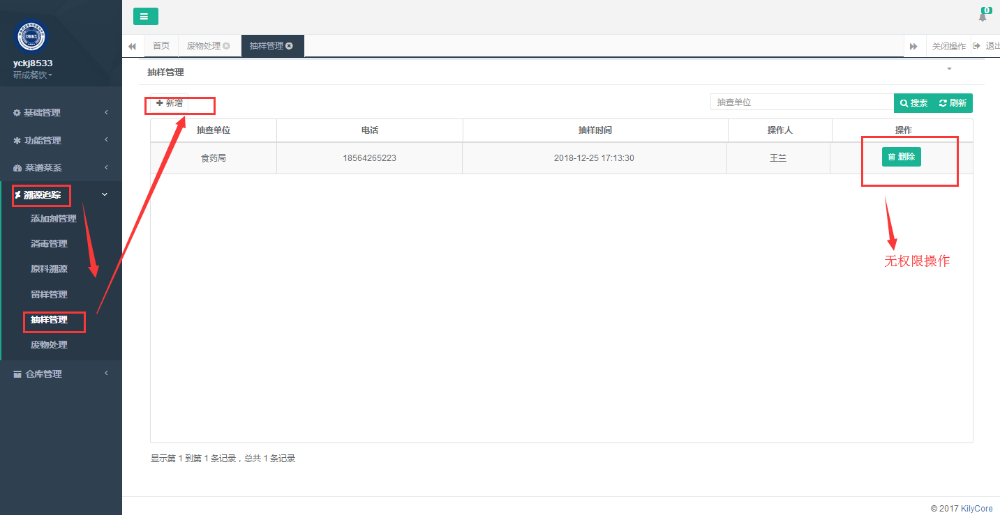 CFDACX
yckj8533
研成餐饮
基础管理
功能管理
菜谱菜系
溯源追踪
添加剂管理
消毒管理
原料溯源
留样管理
抽样管理
废物处理
仓库管理
0
首页
废物处理
抽样管理
关闭操作
退出
抽样管理
新增
抽查单位
搜索
刷新
抽查单位 电话 抽样时间 操作人 操作
食药局 18564265223 2018-12-25 17:13:30 王兰 删除
无权限操作
显示第 1 到第 1 条记录，总共 1 条记录
© 2017 KilyCore